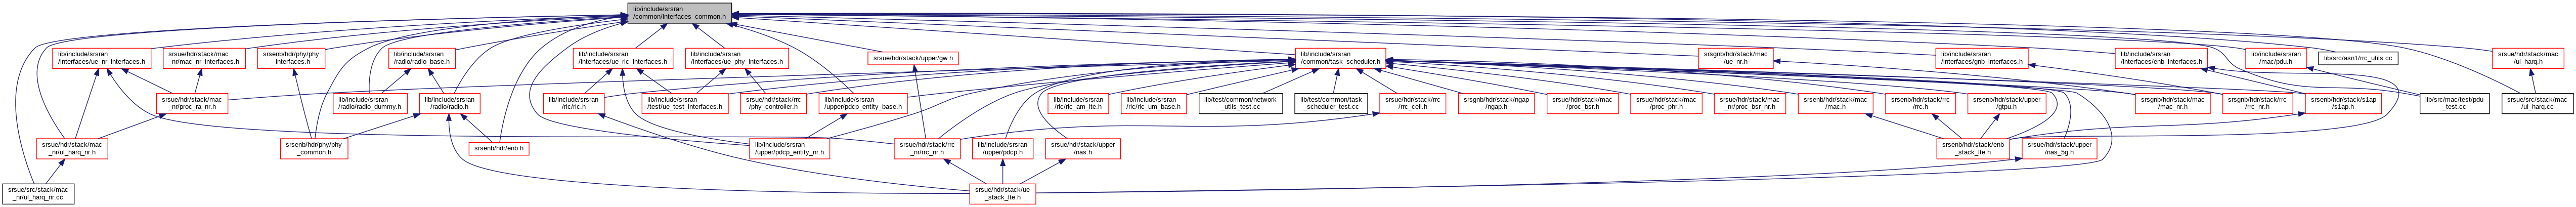 lib/include/srsran
/common/interfaces_common.h
lib/include/srsran
/interfaces/ue_nr_interfaces.h
srsue/hdr/stack/mac
_nr/mac_nr_interfaces.h
srsenb/hdr/phy/phy
_interfaces.h
lib/include/srsran
/radio/radio_base.h
lib/include/srsran
/interfaces/ue_rlc_interfaces.h
lib/include/srsran
/interfaces/ue_phy_interfaces.h
srsue/hdr/stack/upper/gw.h
lib/include/srsran
/common/task_scheduler.h
srsgnb/hdr/stack/mac
/ue_nr.h
lib/include/srsran
/interfaces/gnb_interfaces.h
lib/include/srsran
/interfaces/enb_interfaces.h
lib/include/srsran
/mac/pdu.h
lib/src/asn1/rrc_utils.cc
srsue/hdr/stack/mac
/ul_harq.h
srsue/hdr/stack/mac
_nr/proc_ra_nr.h
lib/include/srsran
/radio/radio_dummy.h
lib/include/srsran
/radio/radio.h
lib/include/srsran
/rlc/rlc.h
lib/include/srsran
/test/ue_test_interfaces.h
srsue/hdr/stack/rrc
/phy_controller.h
lib/include/srsran
/upper/pdcp_entity_base.h
lib/include/srsran
/rlc/rlc_am_lte.h
lib/include/srsran
/rlc/rlc_um_base.h
lib/test/common/network
_utils_test.cc
lib/test/common/task
_scheduler_test.cc
srsue/hdr/stack/rrc
/rrc_cell.h
srsgnb/hdr/stack/ngap
/ngap.h
srsue/hdr/stack/mac
/proc_bsr.h
srsue/hdr/stack/mac
/proc_phr.h
srsue/hdr/stack/mac
_nr/proc_bsr_nr.h
srsenb/hdr/stack/mac
/mac.h
srsenb/hdr/stack/rrc
/rrc.h
srsenb/hdr/stack/upper
/gtpu.h
srsgnb/hdr/stack/mac
/mac_nr.h
srsgnb/hdr/stack/rrc
/rrc_nr.h
srsenb/hdr/stack/s1ap
/s1ap.h
lib/src/mac/test/pdu
_test.cc
srsue/src/stack/mac
/ul_harq.cc
srsue/hdr/stack/mac
_nr/ul_harq_nr.h
srsenb/hdr/phy/phy
_common.h
srsenb/hdr/enb.h
lib/include/srsran
/upper/pdcp_entity_nr.h
srsue/hdr/stack/rrc
_nr/rrc_nr.h
lib/include/srsran
/upper/pdcp.h
srsue/hdr/stack/upper
/nas.h
srsenb/hdr/stack/enb
_stack_lte.h
srsue/hdr/stack/upper
/nas_5g.h
srsue/src/stack/mac
_nr/ul_harq_nr.cc
srsue/hdr/stack/ue
_stack_lte.h